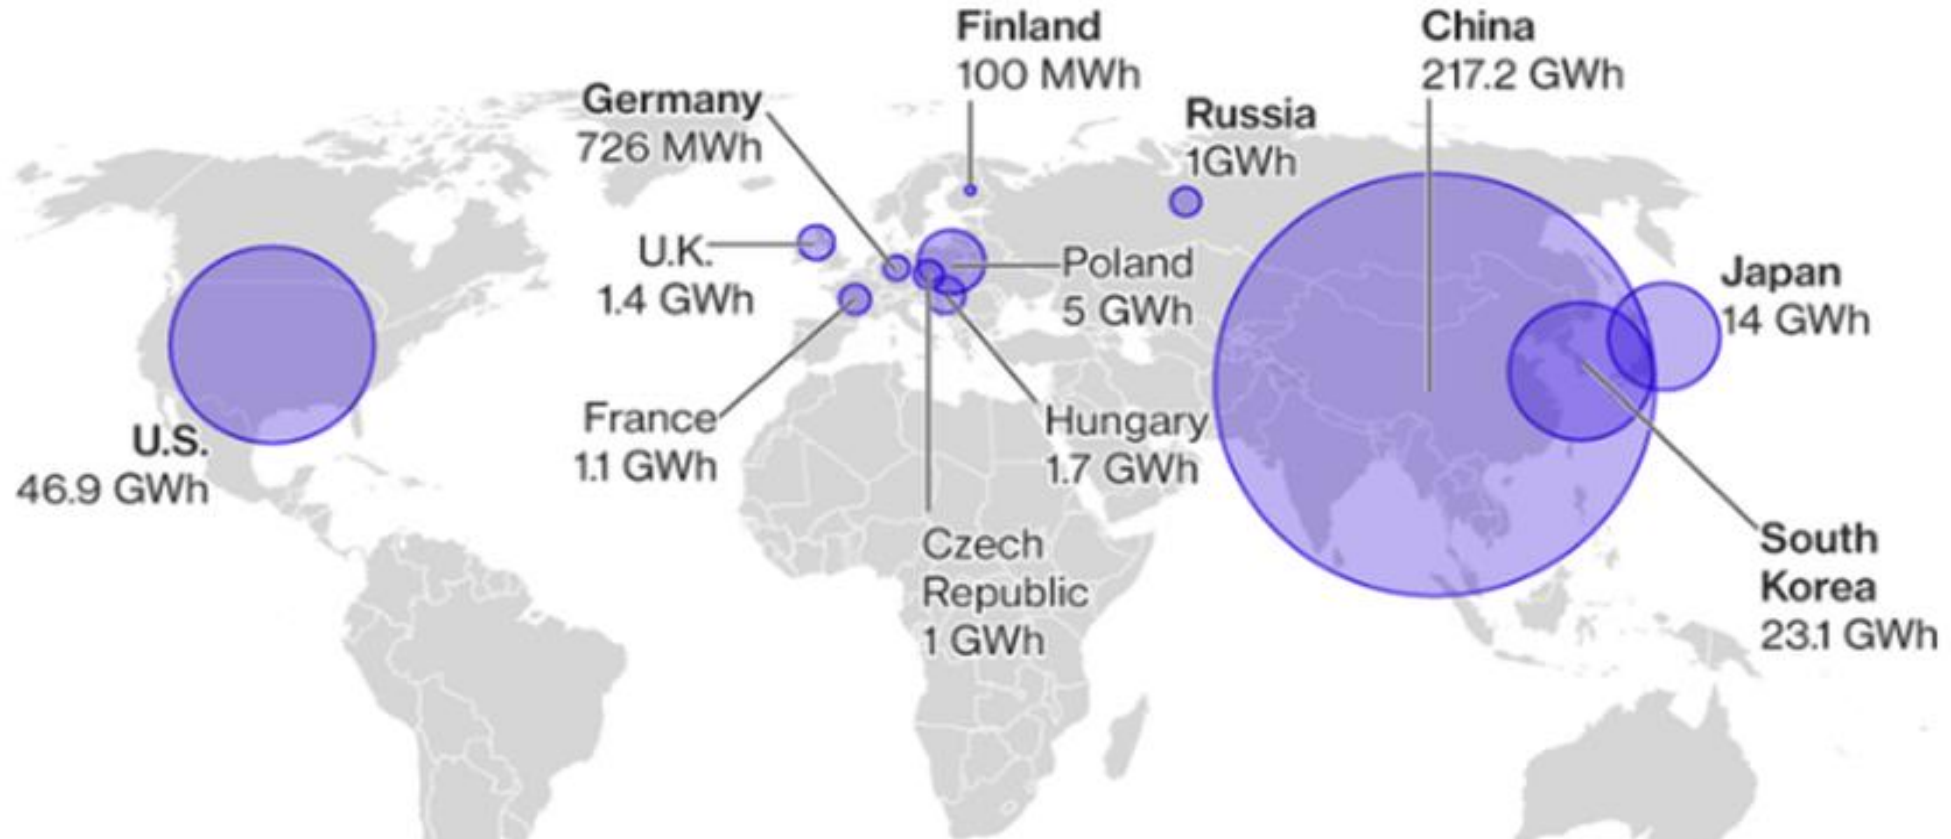 Finland
100 MWh
China
217.2 GWh
Germany
726 MWh
Russia
1GWh
U.K.
1.4 GWh
Poland
5 GWh
Japan
14 GWh
U.S.
46.9 GWh
France
1.1 GWh
Hungary
1.7 GWh
Czech
Republic
1 GWh
South
Korea
23.1 GWh